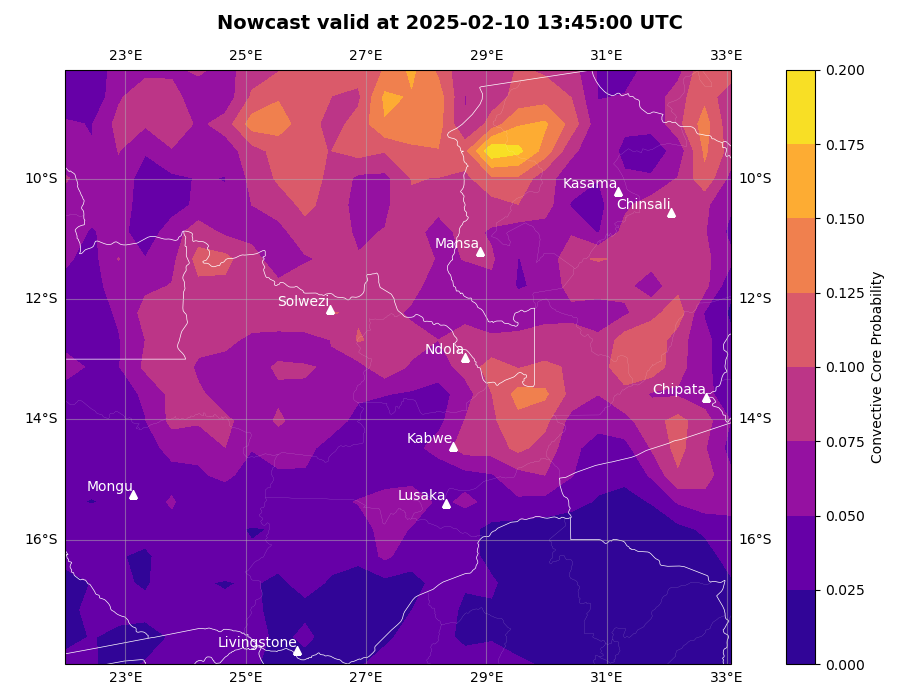 Nowcast valid at 2025-02-10 13:45:00 UTC
23°E 25°E 27°E 29°E 31°E 33°E
0.200
0.175
10°S 10°S
Kasama
Chinsali
0.150
Mansa
12°S 12°S
Solwezi
0.125
Ndola
0.100
Chipata
14°S 14°S
Kabwe
0.075
Mongu
Lusaka
0.050
16°S 16°S
0.025
Livingstone
0.000
23°E 25°E 27°E 29°E 31°E 33°E
Convective Core Probability